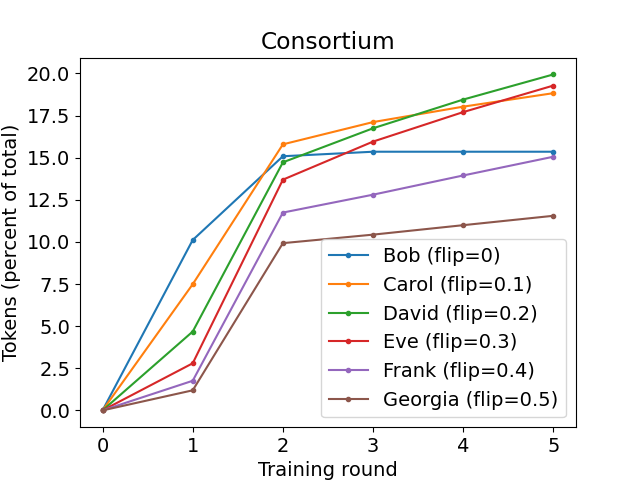 Consortium
Tokens (percent of total)
20.0
17.5
15.0
12.5
10.0
7.5
5.0
2.5
0.0
Bob (flip=0)
Carol (flip=0.1)
David (flip=0.2)
Eve (flip=0.3)
Frank (flip=0.4)
Georgia (flip=0.5)
0 1 2 3 4 5
Training round